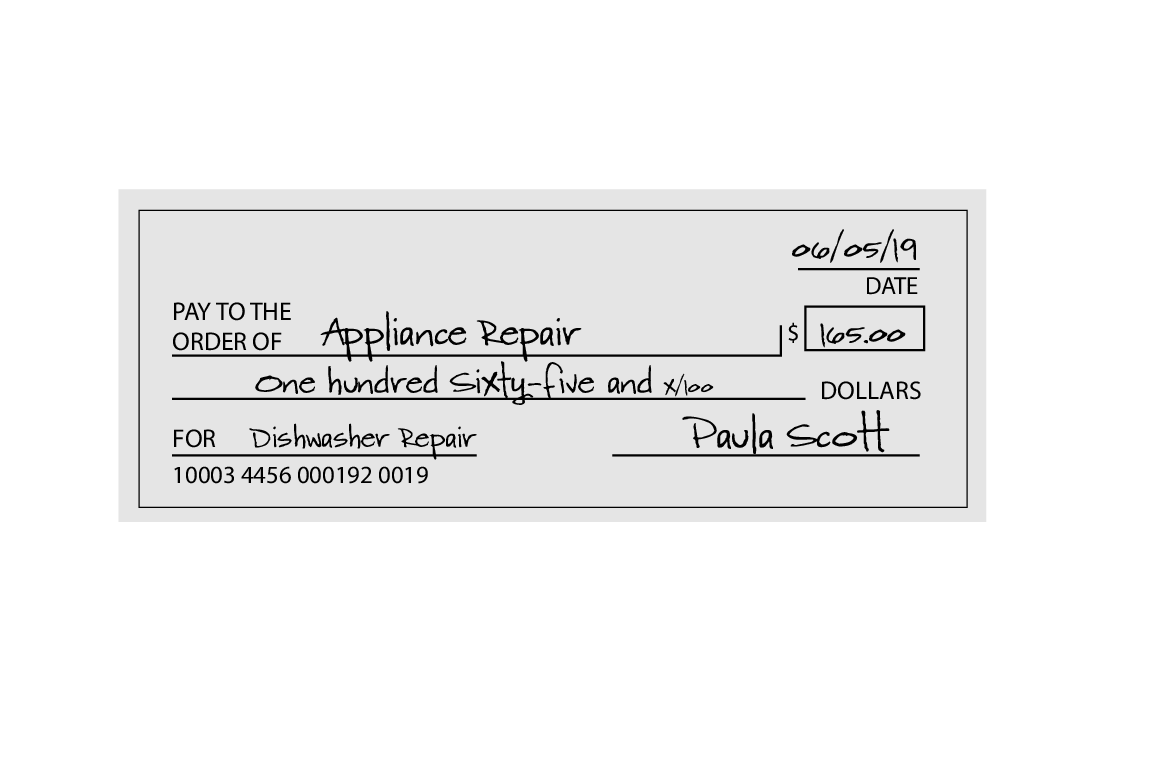 06/05/19
DATE
PAY TO THE
ORDER OF Appliance Repair $ 165.00
One hundred Sixty-five and x/100 DOLLARS
FOR Dishwasher Repair Paula Scott
10003 4456 000192 0019